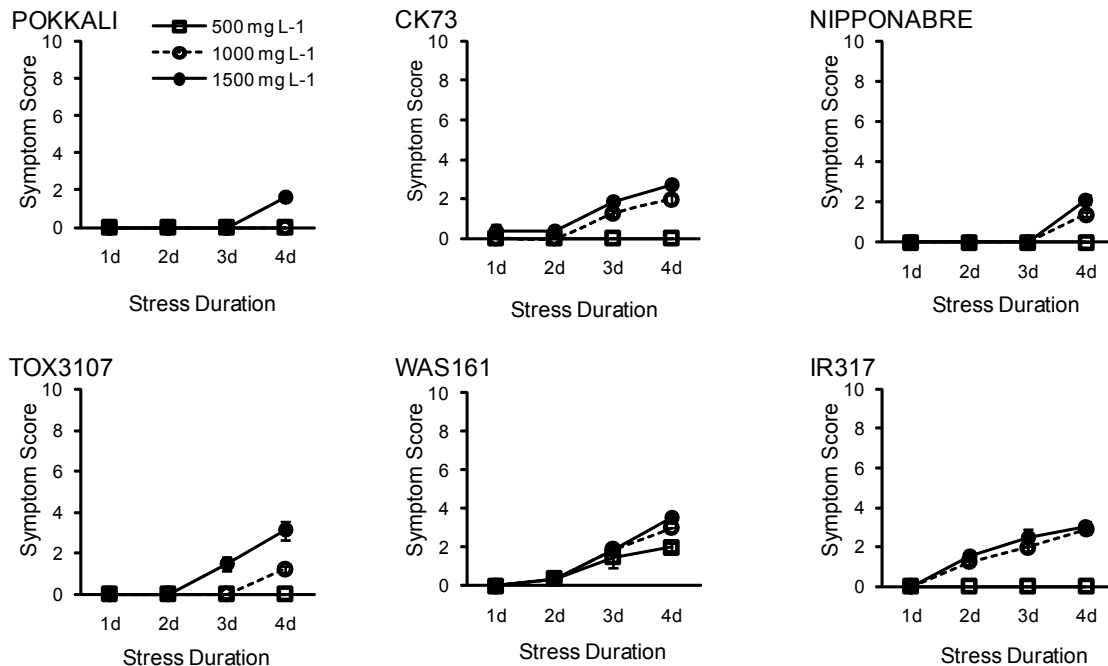 POKKALI
500 mg L-1
1000 mg L-1
1500 mg L-1
10
8
6
4
2
0
Symptom Score
1d 2d 3d 4d
Stress Duration
CK73
10
8
6
4
2
0
Symptom Score
1d 2d 3d 4d
Stress Duration
NIPPONABRE
10
8
6
4
2
0
Symptom Score
1d 2d 3d 4d
Stress Duration
TOX3107
10
8
6
4
2
0
Symptom Score
1d 2d 3d 4d
Stress Duration
WAS161
10
8
6
4
2
0
Symptom Score
1d 2d 3d 4d
Stress Duration
IR317
10
8
6
4
2
0
Symptom Score
1d 2d 3d 4d
Stress Duration